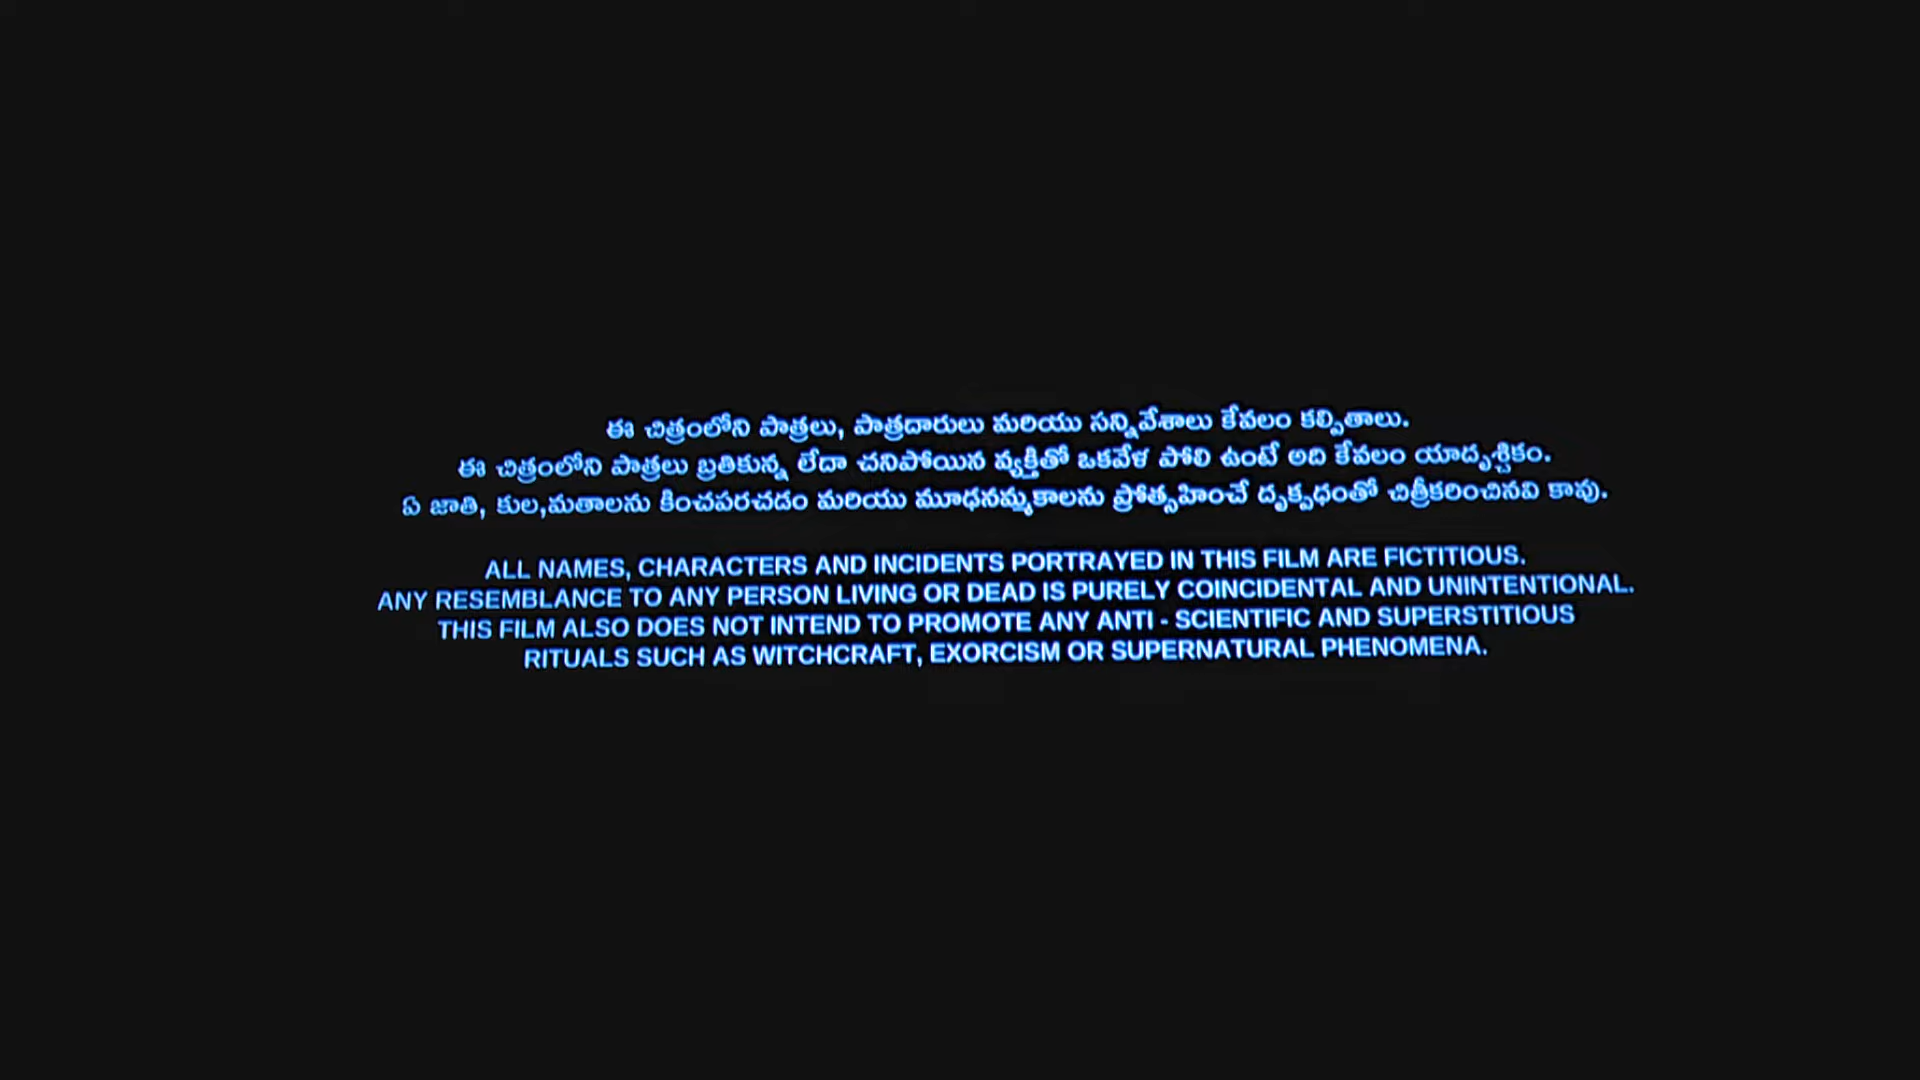 ఈ చిత్రంలోని పాత్రలు, పాత్రదారులు మరియు సన్నివేశాలు కేవలం కల్పితాలు.
ఈ చిత్రంలోని పాత్రలు బ్రతికున్న లేదా చనిపోయిన వ్యక్తితో ఒకవేళ పోలి ఉంటే అది కేవలం యాదృశ్చికం.
ఏ జాతి, కుల,మతాలను కించపరచడం మరియు మూఢనమ్మకాలను ప్రోత్సహించే దృక్పధంతో చిత్రీకరించినవి కావు.
ALL NAMES, CHARACTERS AND INCIDENTS PORTRAYED IN THIS FILM ARE FICTITIOUS.
ANY RESEMBLANCE TO ANY PERSON LIVING OR DEAD IS PURELY COINCIDENTAL AND UNINTENTIONAL.
THIS FILM ALSO DOES NOT INTEND TO PROMOTE ANY ANTI - SCIENTIFIC AND SUPERSTITIOUS
RITUALS SUCH AS WITCHCRAFT, EXORCISM OR SUPERNATURAL PHENOMENA.